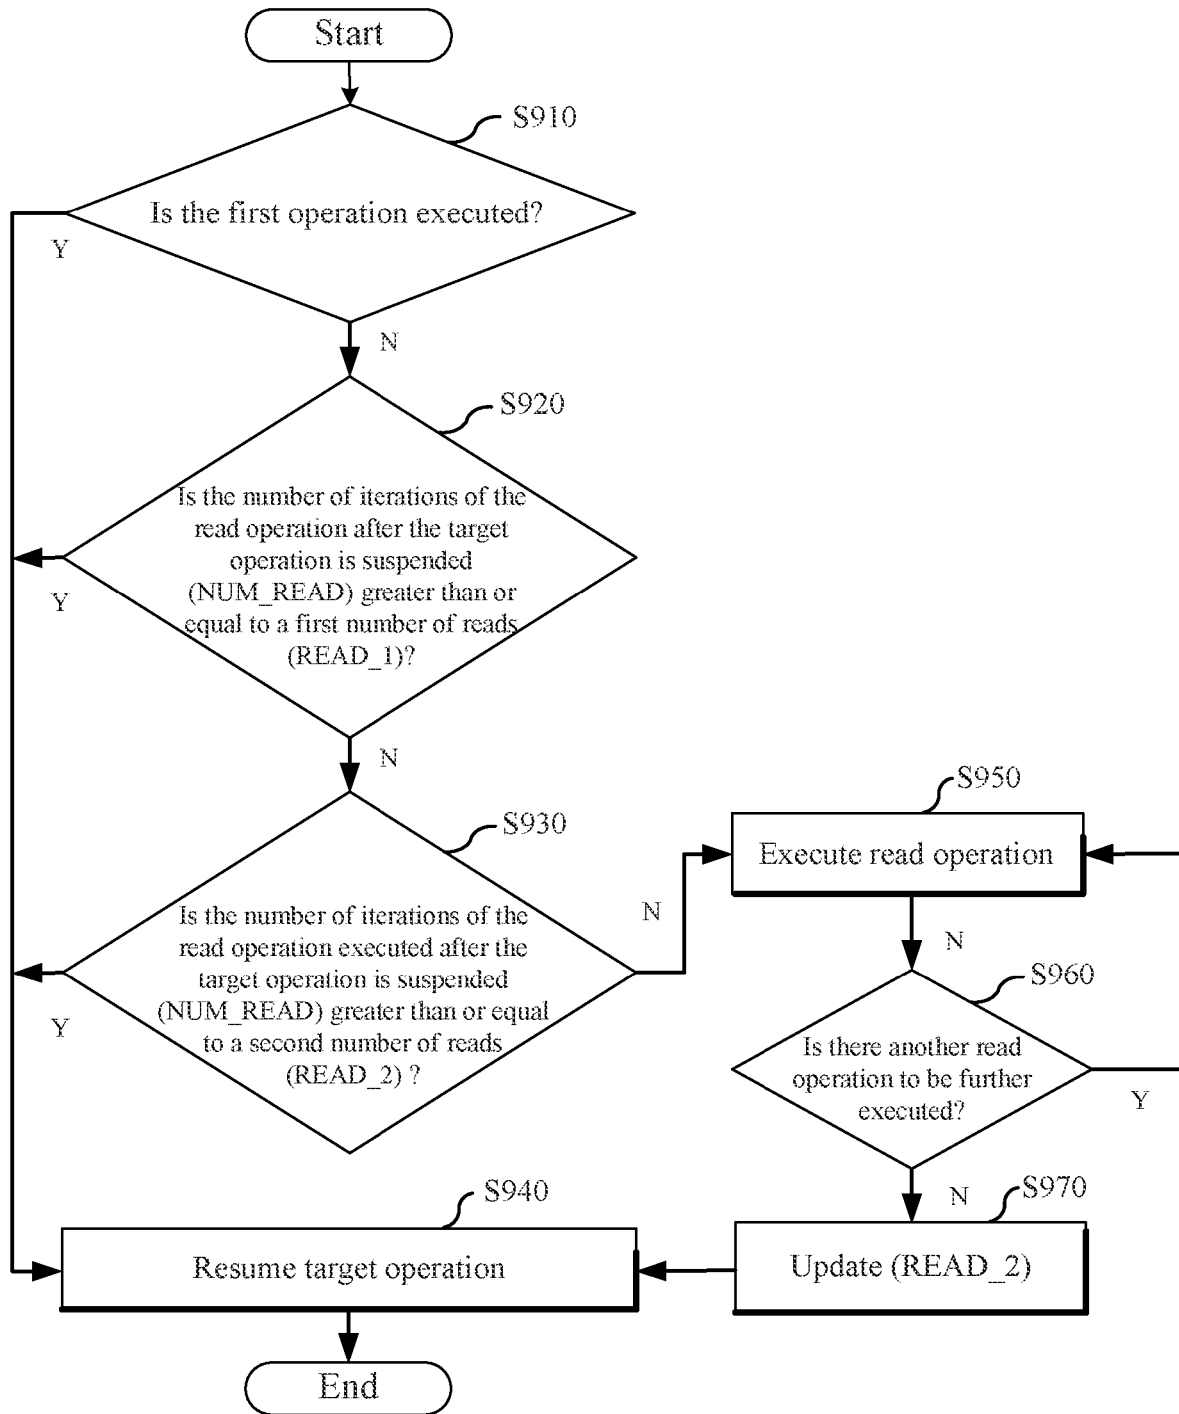 Start
S910
Is the first operation executed?
Y
N
S920
Is the number of iterations of the
read operation after the target
operation is suspended
(NUM_READ) greater than or
equal to a first number of reads
(READ_1)?
Y
N
S930
Is the number of iterations of the
read operation executed after the
target operation is suspended
(NUM_READ) greater than or equal
to a second number of reads
(READ_2) ?
Y
N
S950
Execute read operation
N
S960
Is there another read
operation to be further
executed?
Y
N
S970
Update (READ_2)
S940
Resume target operation
End